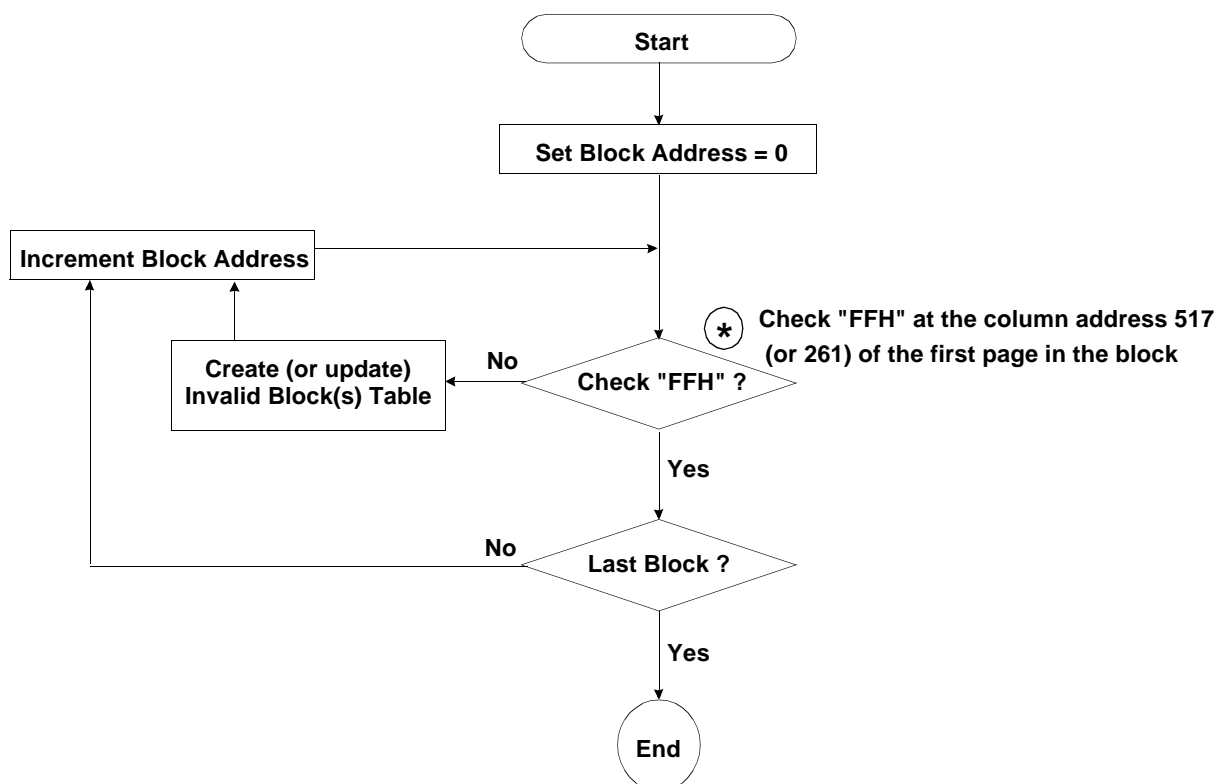 Start
Set Block Address = 0
Increment Block Address
* Check "FFH" at the column address 517
(or 261) of the first page in the block
No
Create (or update)
Invalid Block(s) Table
Check "FFH" ?
Yes
No
Last Block ?
Yes
End